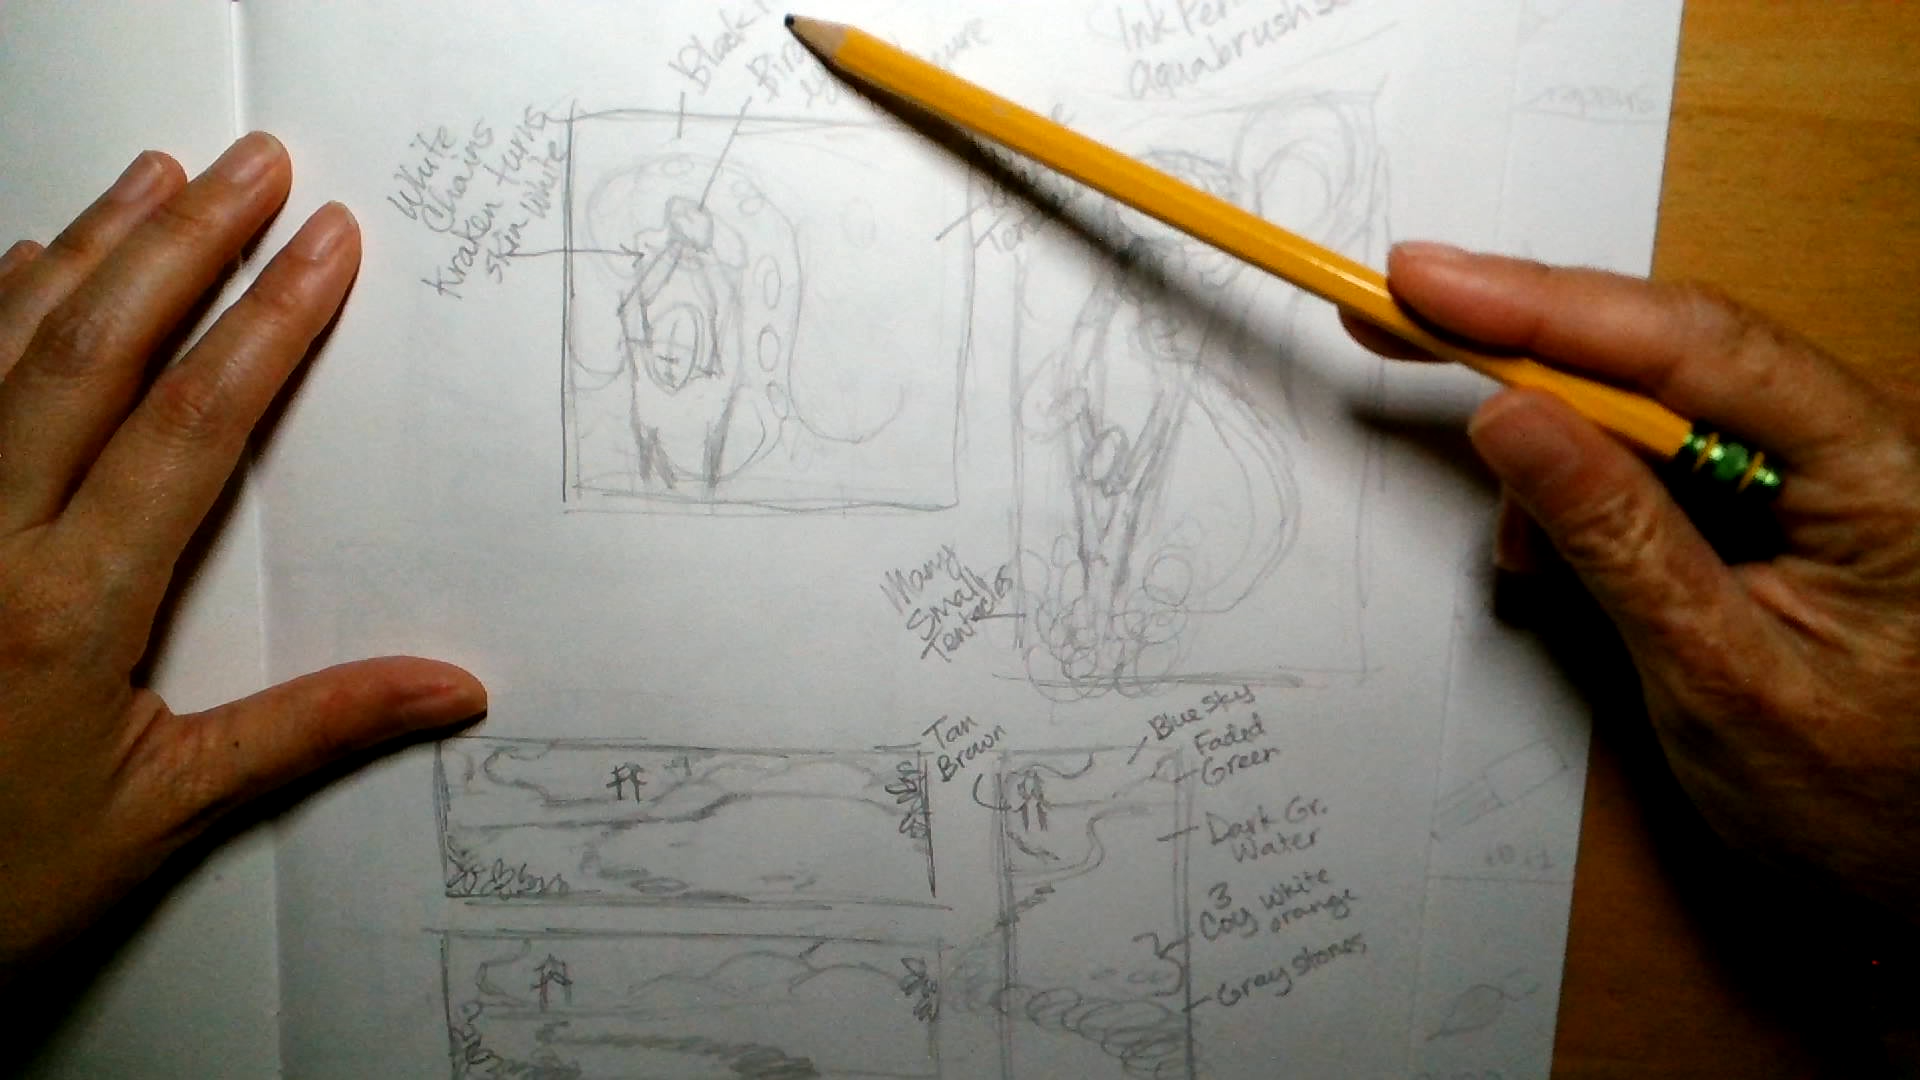 Black
Bird
Ink Pen
aquabrush
White
Chains
Kraken turns
skin White
Many
Small
Tentacles
Tan
Brown
Blue Sky
Faded
Green
Dark Gr.
Water
3
Coy White
orange
Gray stones